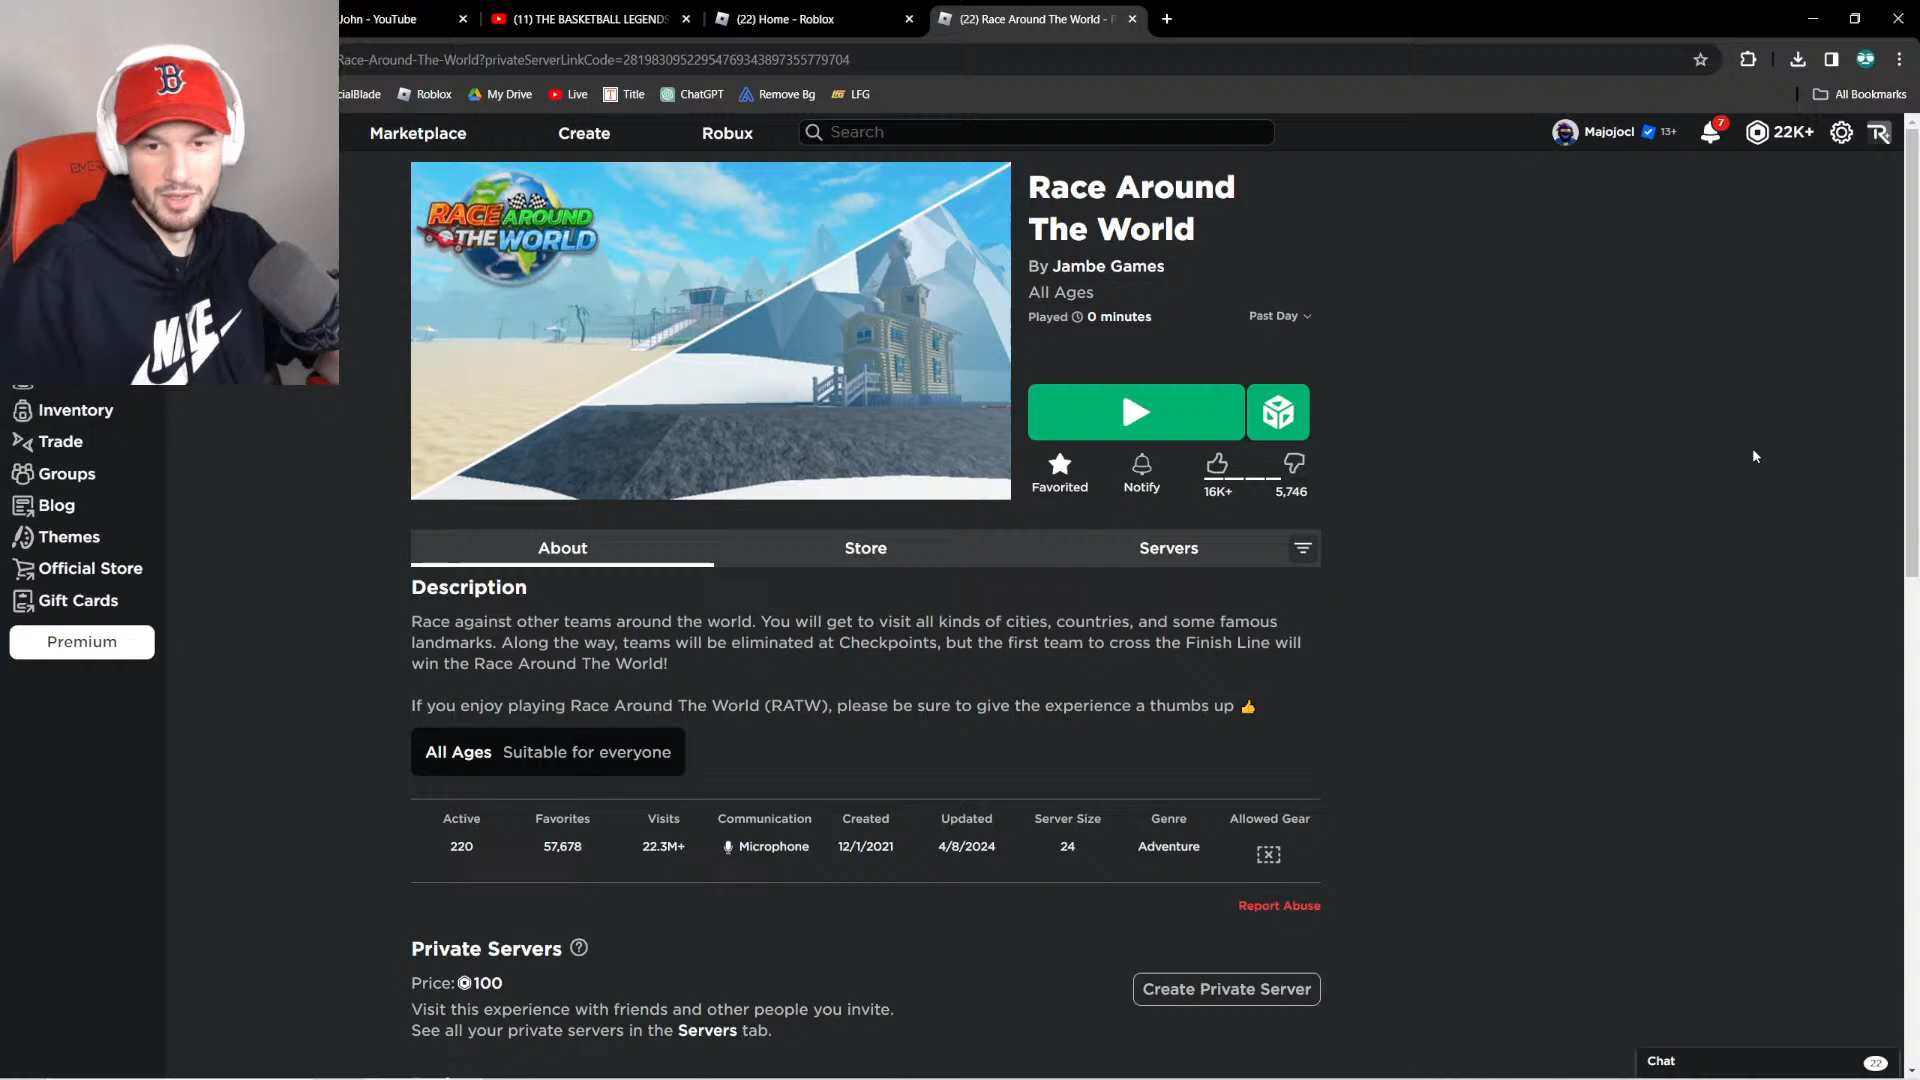 John - YouTube
(11) THE BASKETBALL LEGENDS
(22) Home - Roblox
(22) Race Around The World -
Race-Around-The-World?privateServerLinkCode=28198309522954769343897355779704
cialBlade
Roblox
My Drive
Live
Title
ChatGPT
Remove Bg
LFG
All Bookmarks
Marketplace
Create
Robux
Search
Majojocl
13+
7
22K+
B
NIKE
RACE AROUND
THE WORLD
Race Around
The World
By Jambe Games
All Ages
Played 0 minutes
Past Day
Favorited
Notify
16K+
5,746
Inventory
Trade
Groups
Blog
Themes
Official Store
Gift Cards
Premium
About
Store
Servers
Description
Race against other teams around the world. You will get to visit all kinds of cities, countries, and some famous
landmarks. Along the way, teams will be eliminated at Checkpoints, but the first team to cross the Finish Line will
win the Race Around The World!
If you enjoy playing Race Around The World (RATW), please be sure to give the experience a thumbs up 👍
All Ages Suitable for everyone
Active Favorites Visits Communication Created Updated Server Size Genre Allowed Gear
220 57,678 22.3M+ Microphone 12/1/2021 4/8/2024 24 Adventure
Report Abuse
Private Servers
Price: 100
Create Private Server
Visit this experience with friends and other people you invite.
See all your private servers in the Servers tab.
Chat
22